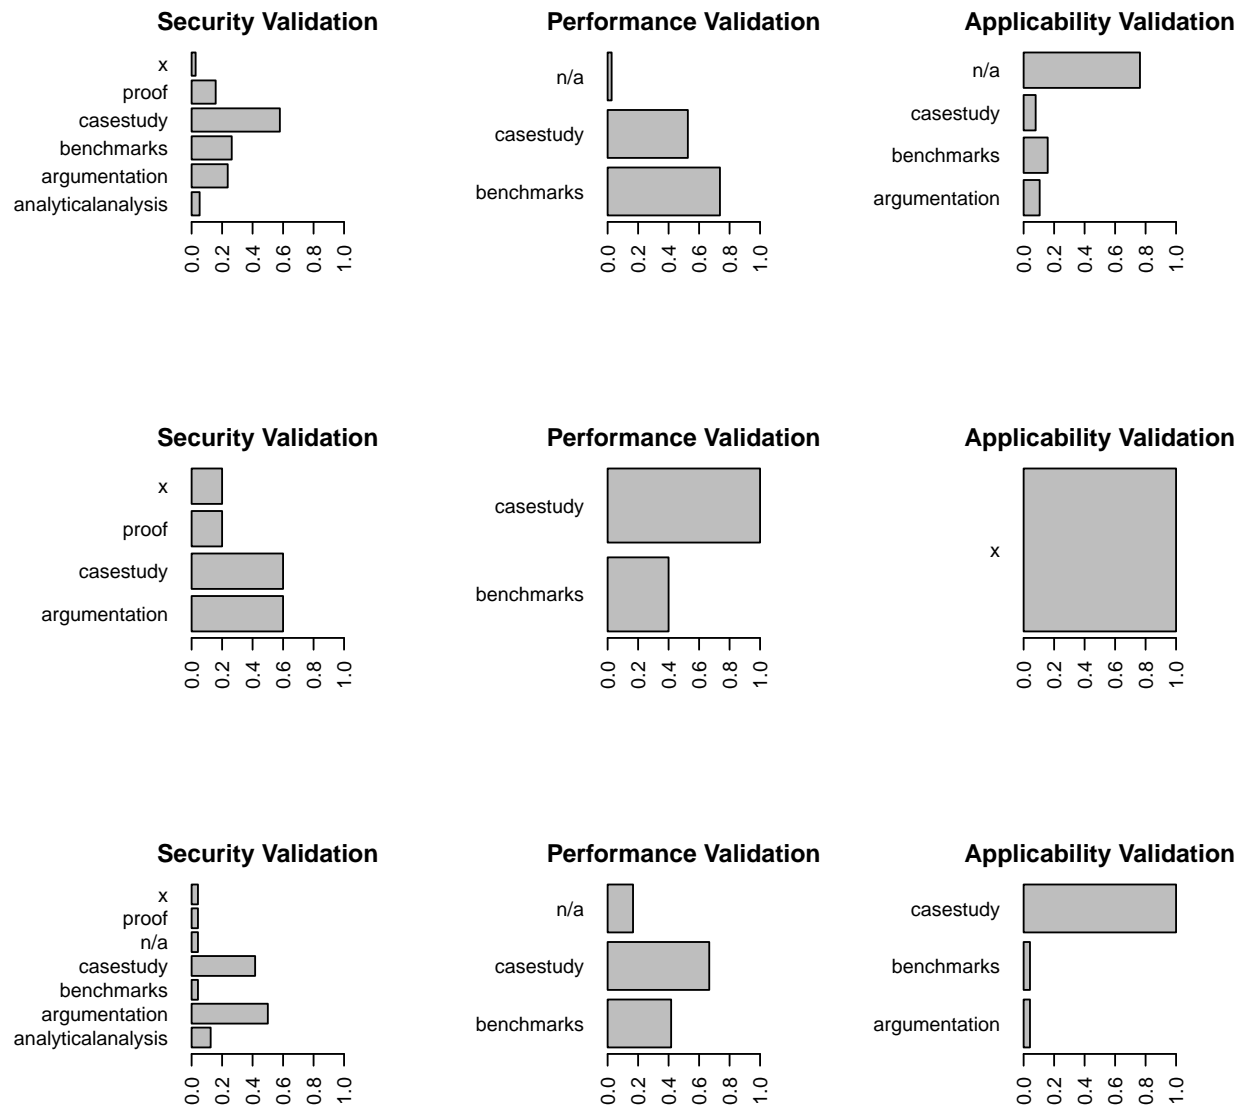 Security Validation
x
proof
casestudy
benchmarks
argumentation
analyticalanalysis
0.0 0.2 0.4 0.6 0.8 1.0
Performance Validation
n/a
casestudy
benchmarks
0.0 0.2 0.4 0.6 0.8 1.0
Applicability Validation
n/a
casestudy
benchmarks
argumentation
0.0 0.2 0.4 0.6 0.8 1.0
Security Validation
x
proof
casestudy
argumentation
0.0 0.2 0.4 0.6 0.8 1.0
Performance Validation
casestudy
benchmarks
0.0 0.2 0.4 0.6 0.8 1.0
Applicability Validation
x
0.0 0.2 0.4 0.6 0.8 1.0
Security Validation
x
proof
n/a
casestudy
benchmarks
argumentation
analyticalanalysis
0.0 0.2 0.4 0.6 0.8 1.0
Performance Validation
n/a
casestudy
benchmarks
0.0 0.2 0.4 0.6 0.8 1.0
Applicability Validation
casestudy
benchmarks
argumentation
0.0 0.2 0.4 0.6 0.8 1.0